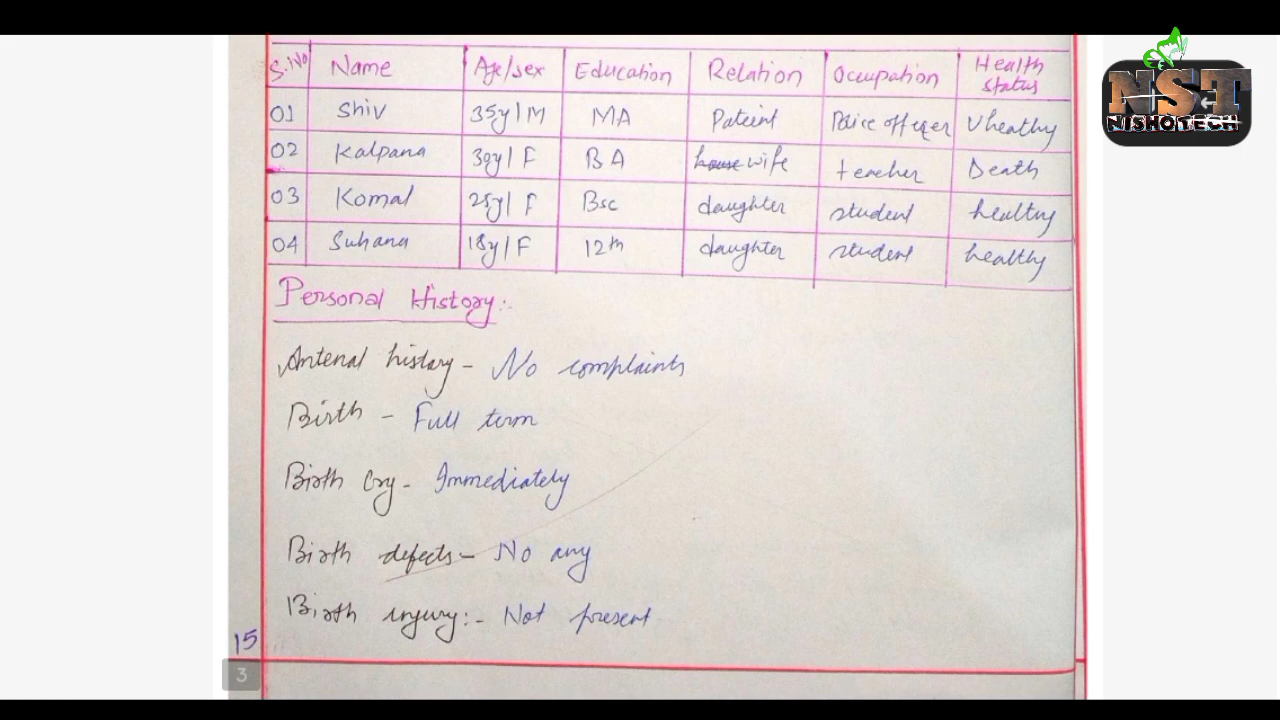 S.No Name Age/sex Education Relation Occupation Health status
01 Shiv 35y/M MA Pateint Poice officer Uheathy
02 Kalpana 30y/F BA house wife teacher Death
03 Komal 25y/F Bsc daughter student healthy
04 Suhana 18y/F 12th daughter student healthy
Personal History:-
Antenal history - No complaints
Birth - Full term
Birth Cry - Immediately
Birth defects - No any
Birth injury:- Not present
15
3
NST
NISHOTECH